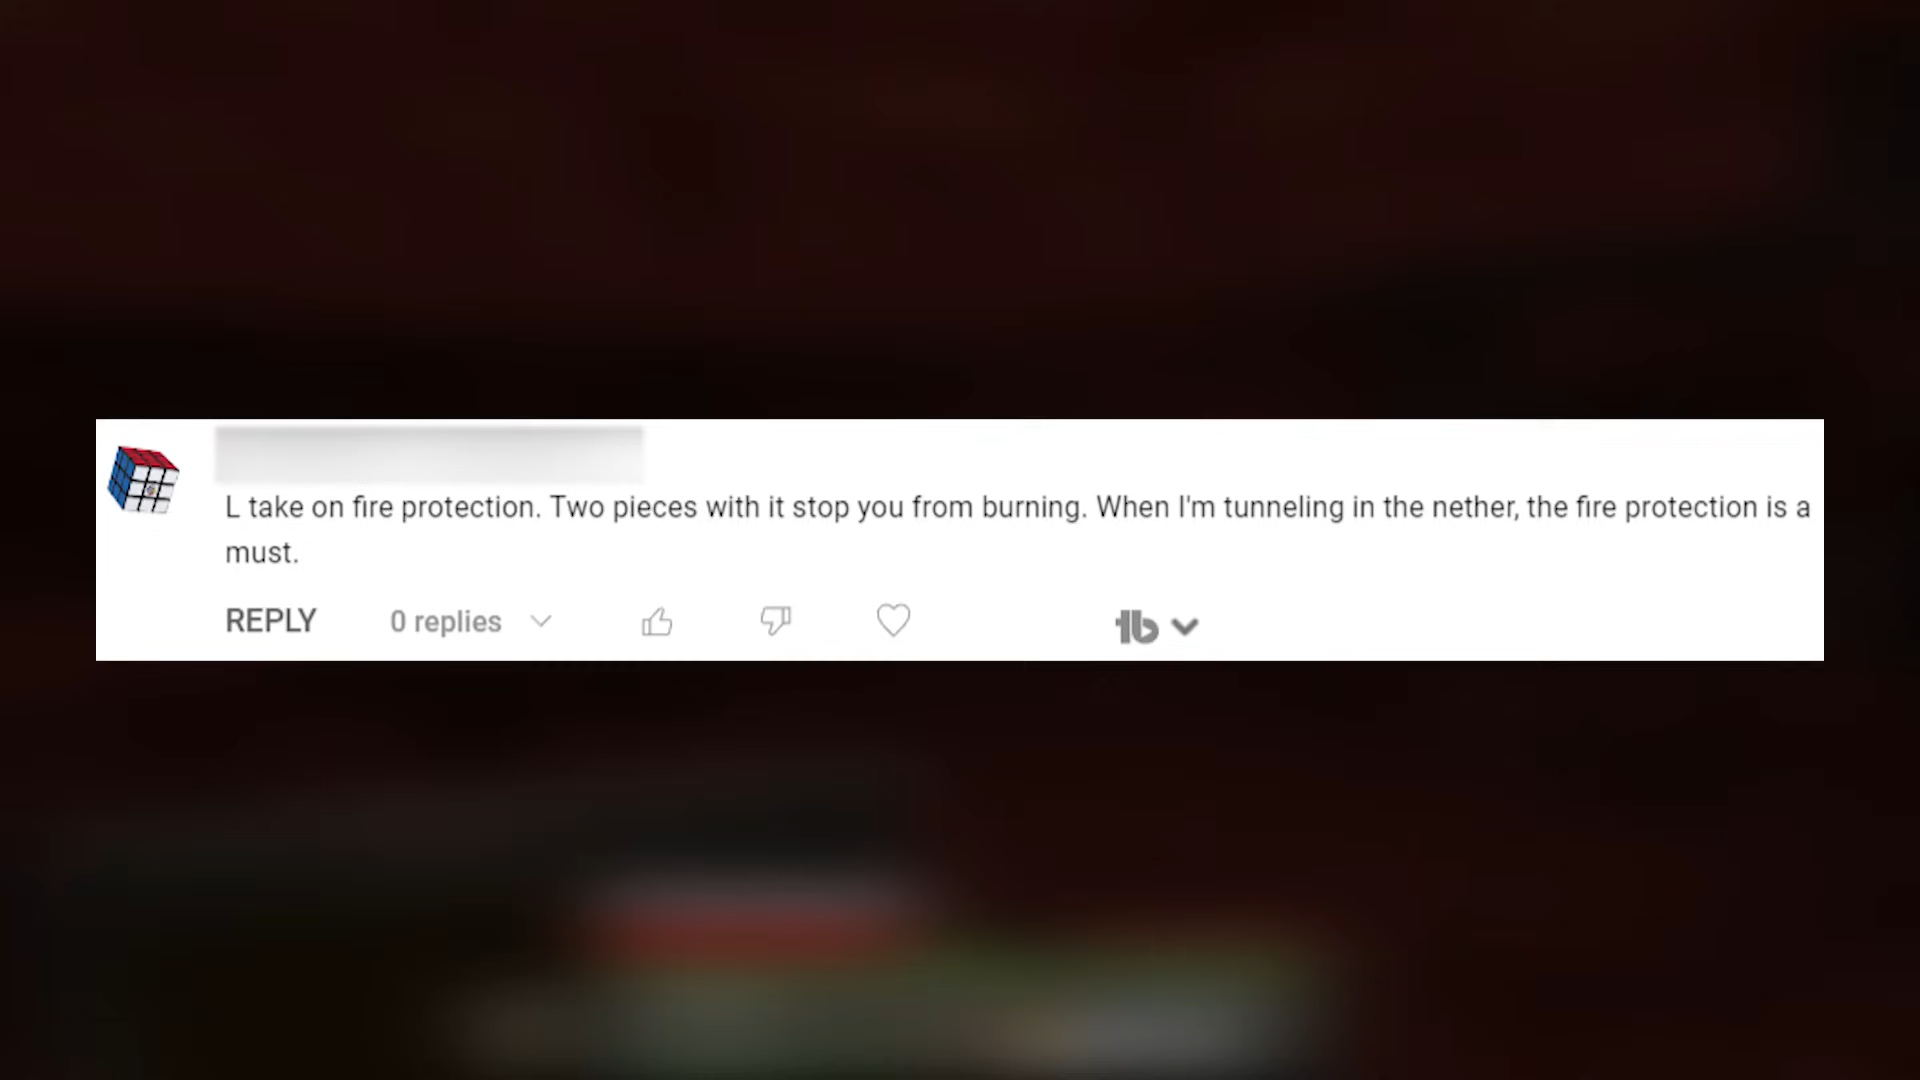 L take on fire protection. Two pieces with it stop you from burning. When I'm tunneling in the nether, the fire protection is a
must.
REPLY 0 replies
tb